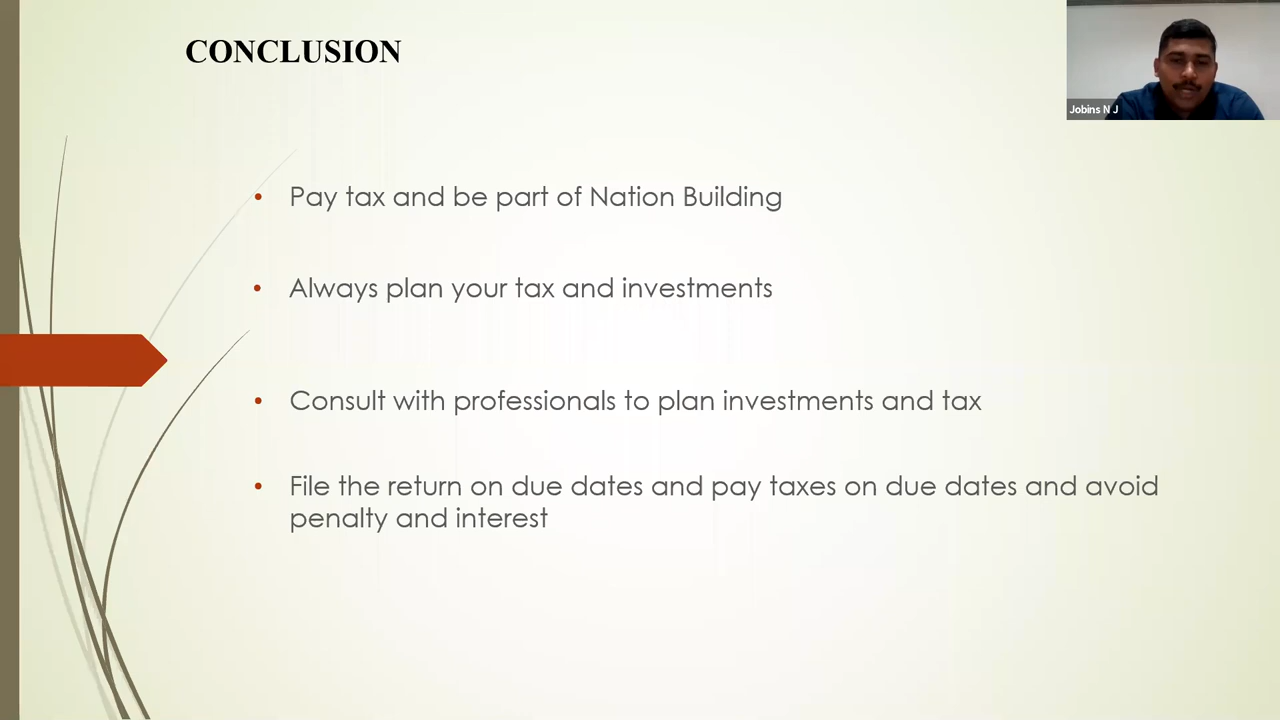 CONCLUSION
Jobins N J
Pay tax and be part of Nation Building
Always plan your tax and investments
Consult with professionals to plan investments and tax
File the return on due dates and pay taxes on due dates and avoid
penalty and interest